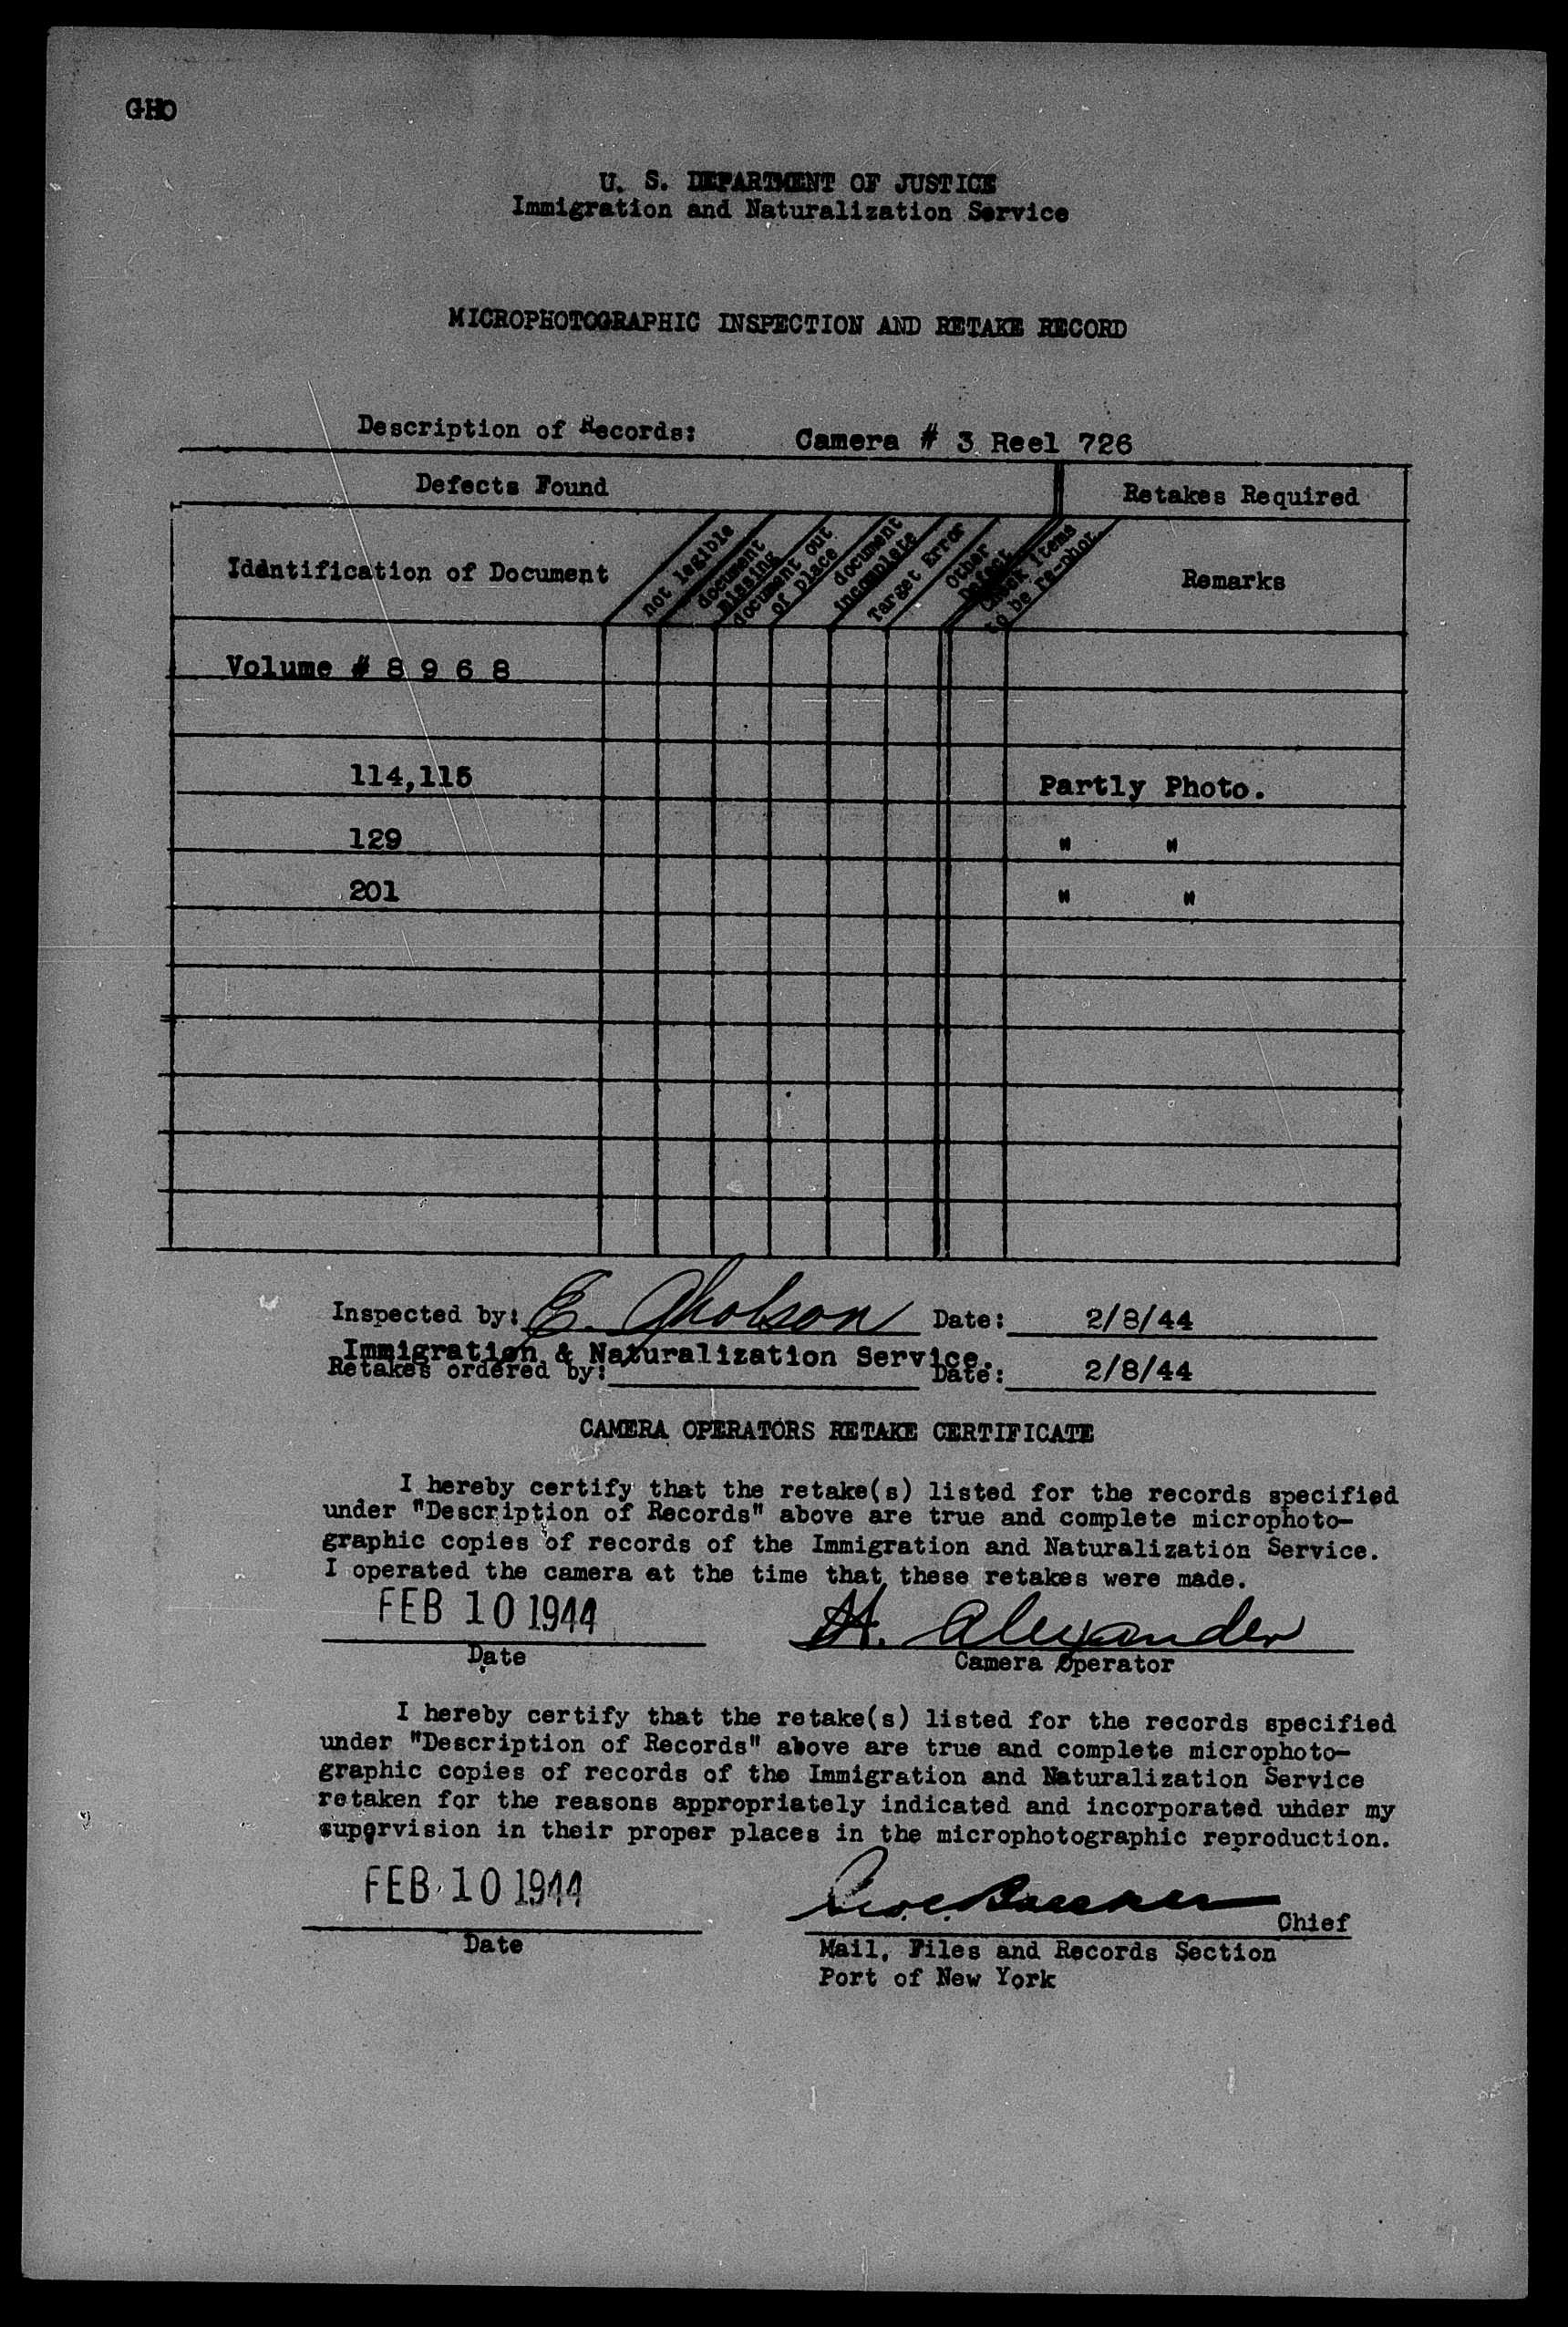 GHO
U. S. DEPARTMENT OF JUSTICE
Immigration and Naturalization Service
MICROPHOTOGRAPHIC INSPECTION AND RETAKE RECORD
Description of Records: Camera # 3 Reel 726
Defects Found Retakes Required
Identification of Document
not legible
document
missing
document out
of place
document
incomplete
Target Error
Other
Defect
Check Items
to be re-phot.
Remarks
Volume # 8 9 6 8
114,115 Partly Photo.
129 " "
201 " "
Inspected by: E. Gholson Date: 2/8/44
Immigration & Naturalization Service.
Retakes ordered by: Date: 2/8/44
CAMERA OPERATORS RETAKE CERTIFICATE
I hereby certify that the retake(s) listed for the records specified
under "Description of Records" above are true and complete microphoto-
graphic copies of records of the Immigration and Naturalization Service.
I operated the camera at the time that these retakes were made.
FEB 10 1944 H. Alexander
Date Camera Operator
I hereby certify that the retake(s) listed for the records specified
under "Description of Records" above are true and complete microphoto-
graphic copies of records of the Immigration and Naturalization Service
retaken for the reasons appropriately indicated and incorporated under my
supervision in their proper places in the microphotographic reproduction.
FEB 10 1944
Chief
Date Mail, Files and Records Section
Port of New York